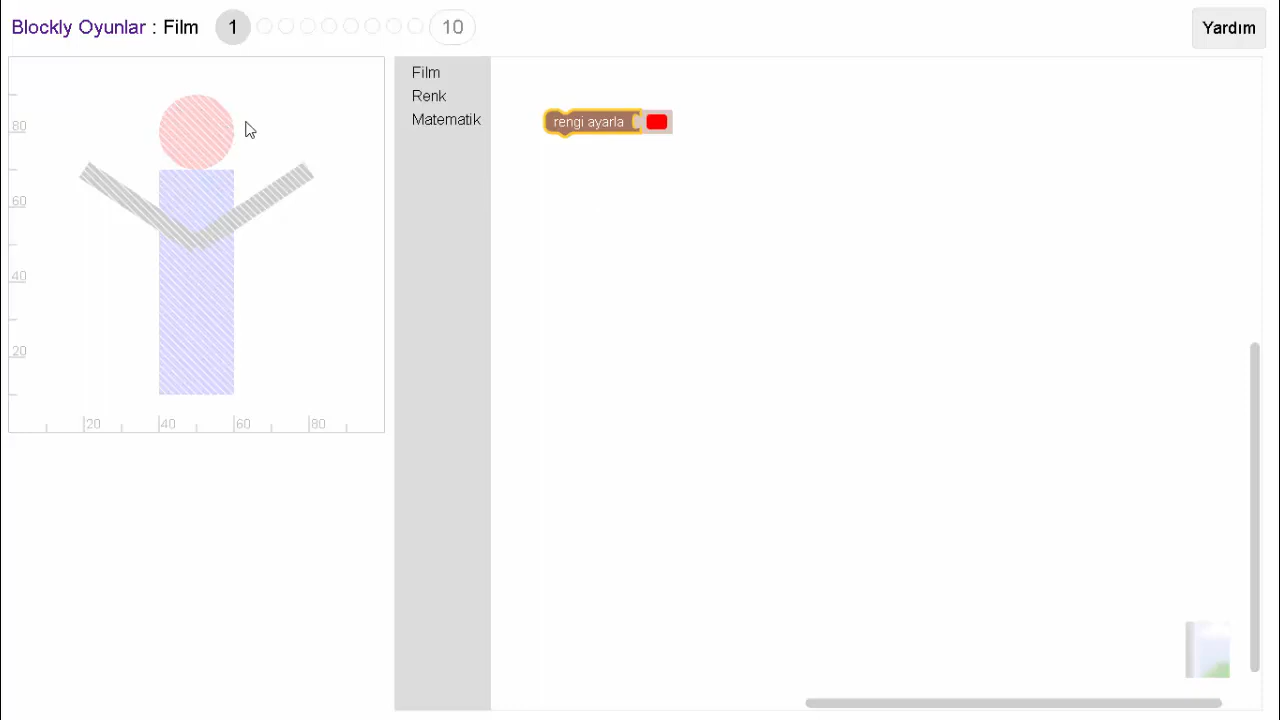 Blockly Oyunlar : Film 1 10
Yardım
Film
Renk
Matematik
rengi ayarla
80
60
40
20
20 40 60 80